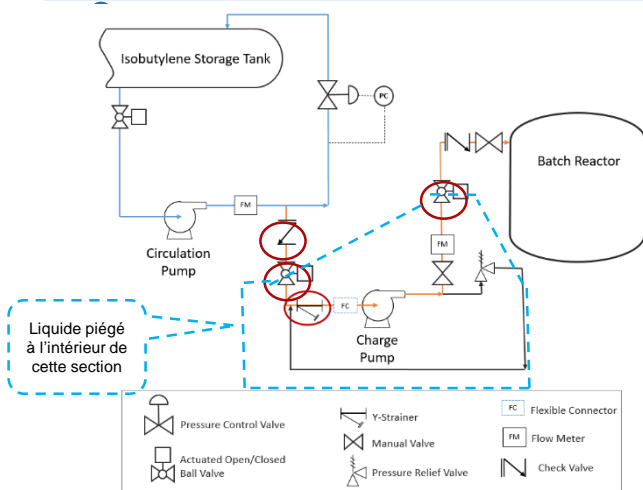 Isobutylene Storage Tank
PC
Batch Reactor
FM
Circulation
Pump
FM
FC
Charge
Pump
Liquide piégé
à l'intérieur de
cette section
Pressure Control Valve
Actuated Open/Closed
Ball Valve
Y-Strainer
Manual Valve
Pressure Relief Valve
FC Flexible Connector
FM Flow Meter
Check Valve